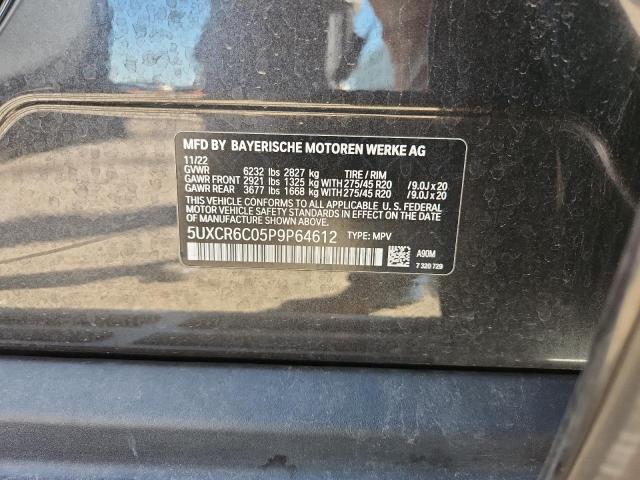 MFD BY BAYERISCHE MOTOREN WERKE AG
11/22
GVWR 6232 lbs 2827 kg TIRE / RIM
GAWR FRONT 2921 lbs 1325 kg WITH 275/45 R20 /9.0J x 20
GAWR REAR 3677 lbs 1668 kg WITH 275/45 R20 /9.0J x 20
THIS VEHICLE CONFORMS TO ALL APPLICABLE U. S. FEDERAL
MOTOR VEHICLE SAFETY STANDARDS IN EFFECT ON THE DATE
OF MANUFACTURE SHOWN ABOVE.
5UXCR6C05P9P64612 TYPE: MPV
A90M
7 320 729